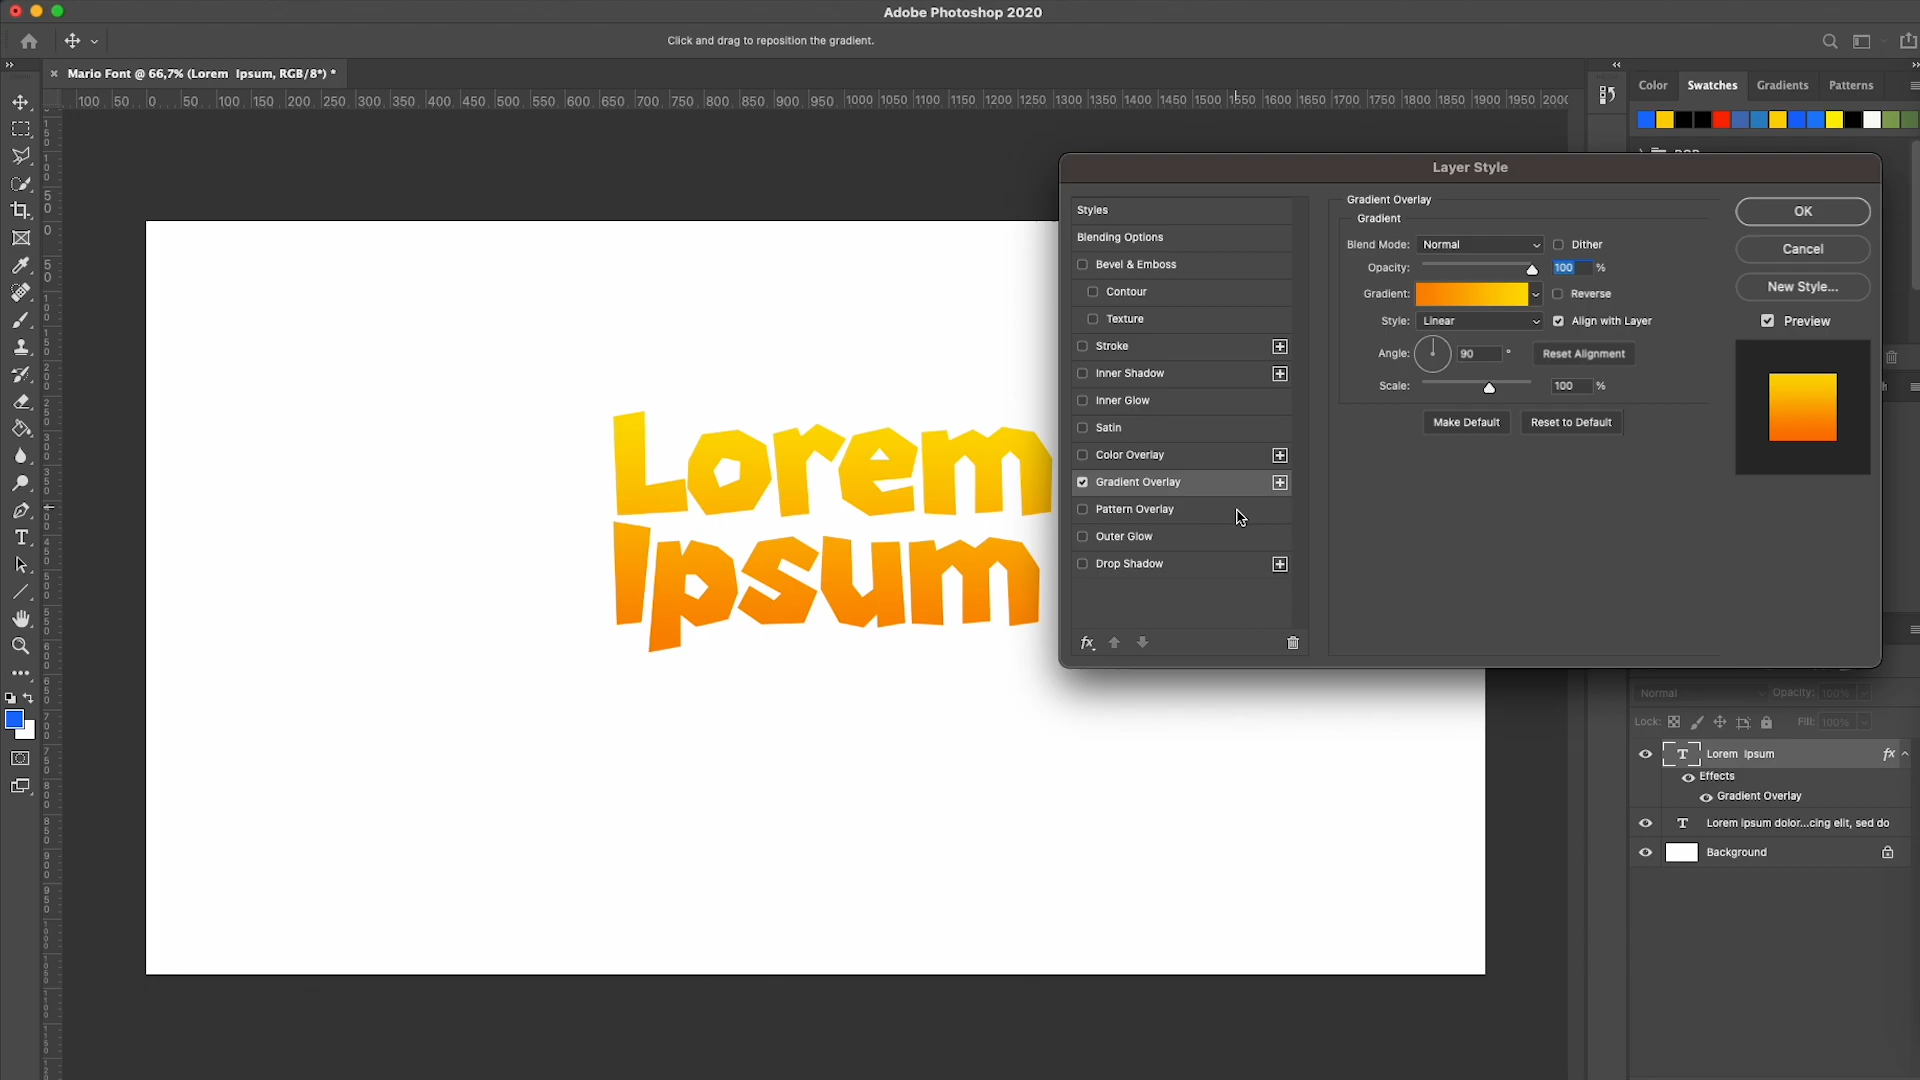 Adobe Photoshop 2020
Click and drag to reposition the gradient.
Mario Font @ 66,7% (Lorem Ipsum, RGB/8*) *
100 50 0 50 100 150 200 250 300 350 400 450 500 550 600 650 700 750 800 850 900 950 1000 1050 1100 1150 1200 1250 1300 1350 1400 1450 1500 1550 1600 1650 1700 1750 1800 1850 1900 1950 2000
Color Swatches Gradients Patterns
Layer Style
Styles
Blending Options
Bevel & Emboss
Contour
Texture
Stroke
Inner Shadow
Inner Glow
Satin
Color Overlay
Gradient Overlay
Pattern Overlay
Outer Glow
Drop Shadow
fx
Gradient Overlay
Gradient
Blend Mode: Normal Dither
Opacity: 100 %
Gradient: Reverse
Style: Linear Align with Layer
Angle: 90 ° Reset Alignment
Scale: 100 %
Make Default Reset to Default
OK
Cancel
New Style...
Preview
Lorem
Ipsum
Normal Opacity: 100%
Lock: Fill: 100%
T Lorem Ipsum fx
Effects
Gradient Overlay
T Lorem ipsum dolor...cing elit, sed do
Background